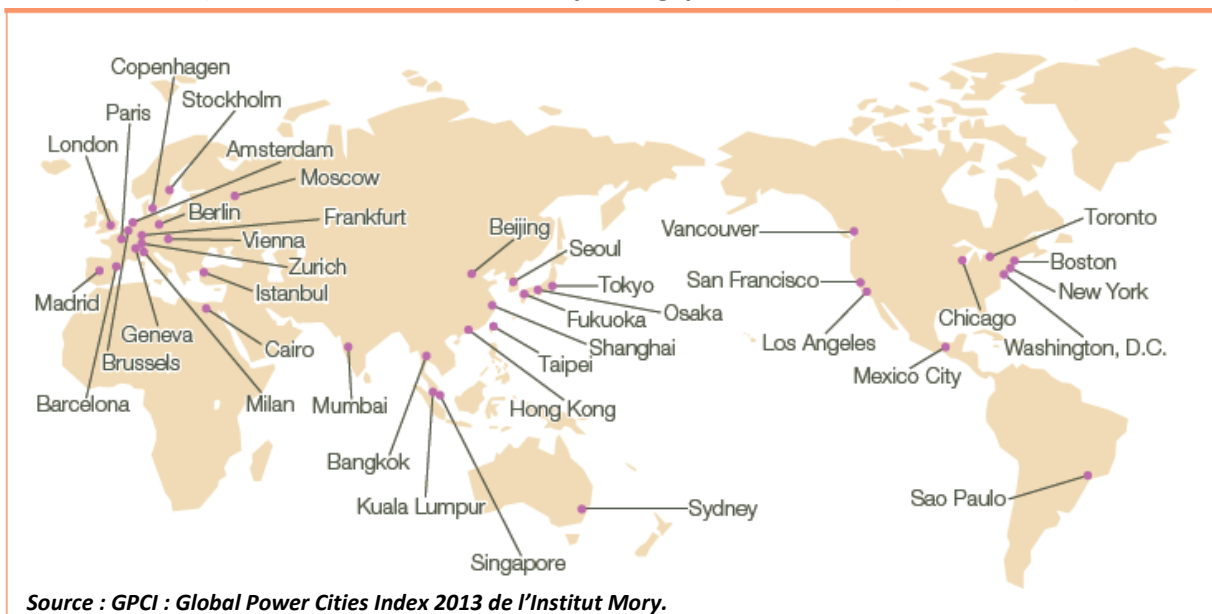 Copenhagen
Stockholm
Paris
London
Amsterdam
Moscow
Berlin
Frankfurt
Vienna
Zurich
Istanbul
Madrid
Geneva
Brussels
Barcelona
Milan
Cairo
Mumbai
Beijing
Seoul
Tokyo
Osaka
Fukuoka
Shanghai
Taipei
Hong Kong
Bangkok
Kuala Lumpur
Singapore
Sydney
Vancouver
San Francisco
Los Angeles
Mexico City
Toronto
Boston
New York
Chicago
Washington, D.C.
Sao Paulo
Source : GPCI : Global Power Cities Index 2013 de l’Institut Mory.